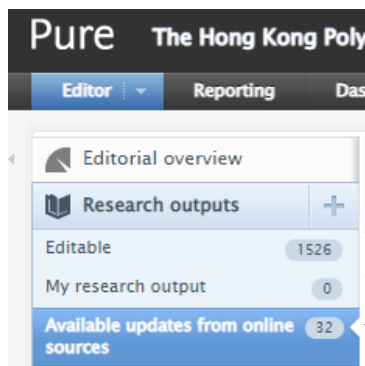 Pure The Hong Kong Poly
Editor Reporting Das
Editorial overview
Research outputs +
Editable 1526
My research output 0
Available updates from online 32
sources